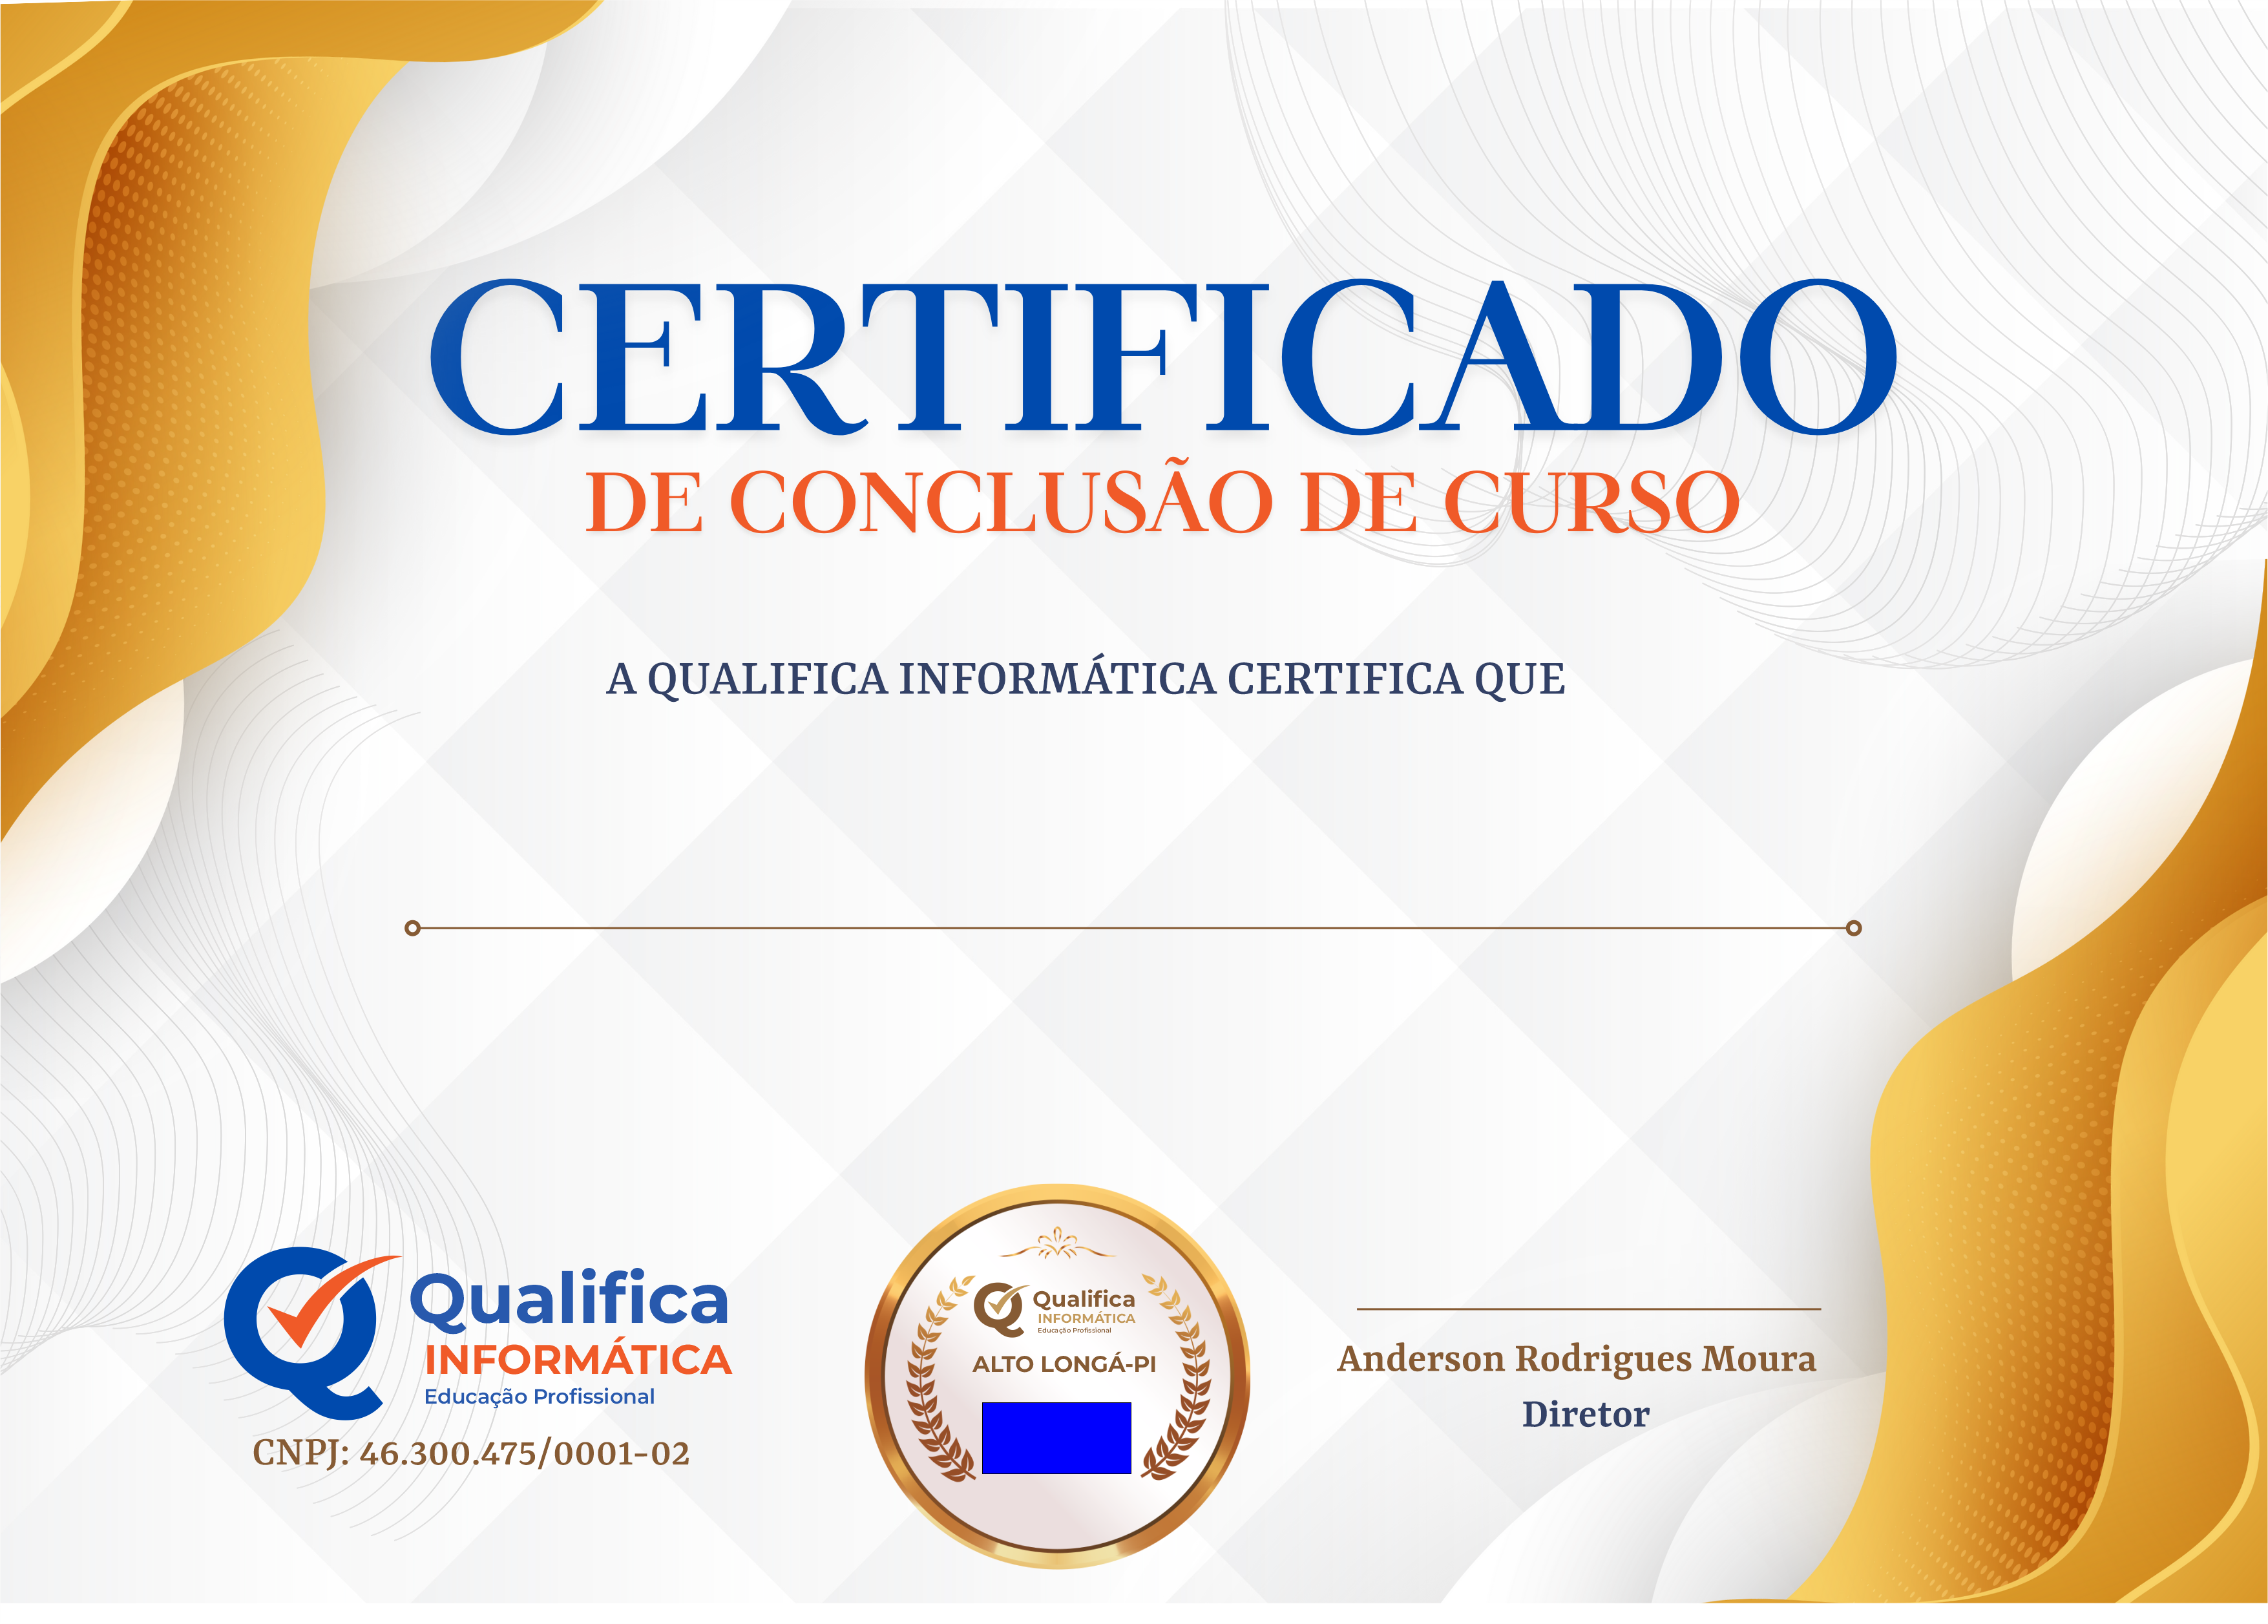 CERTIFICADO
DE CONCLUSÃO DE CURSO
A QUALIFICA INFORMÁTICA CERTIFICA QUE
Qualifica
INFORMÁTICA
Educação Profissional
CNPJ: 46.300.475/0001-02
Qualifica
INFORMÁTICA
Educação Profissional
ALTO LONGÁ-PI
Anderson Rodrigues Moura
Diretor